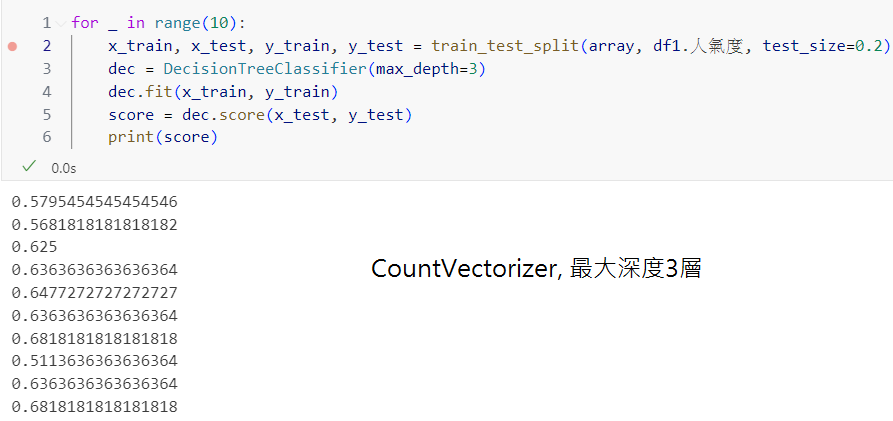 1 for _ in range(10):
2 x_train, x_test, y_train, y_test = train_test_split(array, df1.人氣度, test_size=0.2)
3 dec = DecisionTreeClassifier(max_depth=3)
4 dec.fit(x_train, y_train)
5 score = dec.score(x_test, y_test)
6 print(score)
0.0s
0.5795454545454546
0.5681818181818182
0.625
0.6363636363636364
0.6477272727272727
0.6363636363636364
0.6818181818181818
0.5113636363636364
0.6363636363636364
0.6818181818181818
CountVectorizer, 最大深度3層